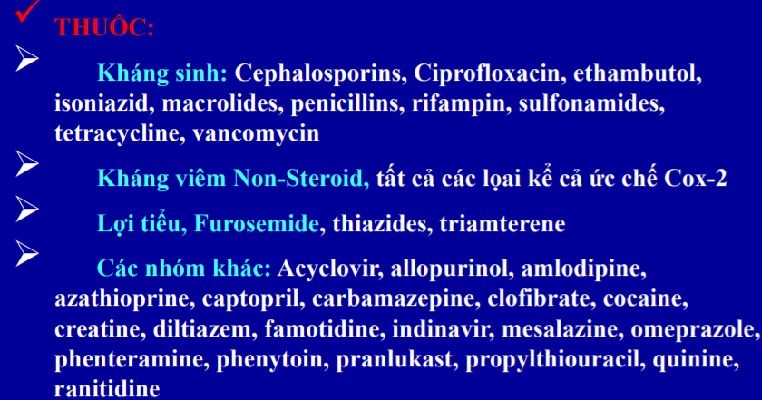 THUỐC:
Kháng sinh: Cephalosporins, Ciprofloxacin, ethambutol,
isoniazid, macrolides, penicillins, rifampin, sulfonamides,
tetracycline, vancomycin
Kháng viêm Non-Steroid, tất cả các lọai kể cả ức chế Cox-2
Lợi tiểu, Furosemide, thiazides, triamterene
Các nhóm khác: Acyclovir, allopurinol, amlodipine,
azathioprine, captopril, carbamazepine, clofibrate, cocaine,
creatine, diltiazem, famotidine, indinavir, mesalazine, omeprazole,
phenteramine, phenytoin, pranlukast, propylthiouracil, quinine,
ranitidine